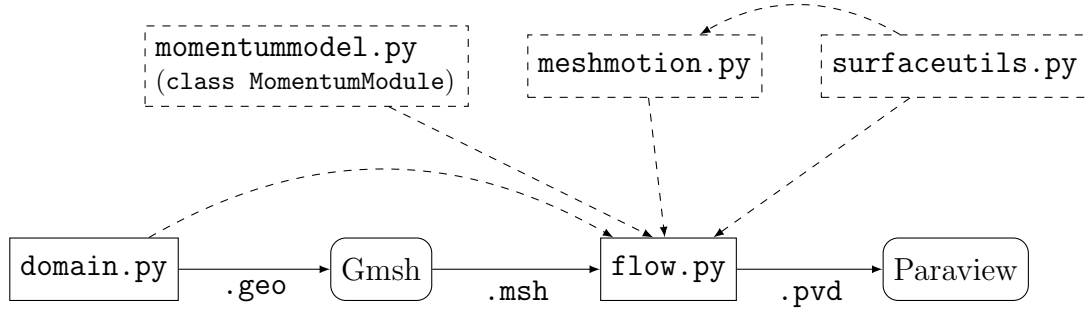 momentummodel.py
(class MomentumModule)
meshmotion.py
surfaceutils.py
domain.py
.geo
Gmsh
.msh
flow.py
.pvd
Paraview